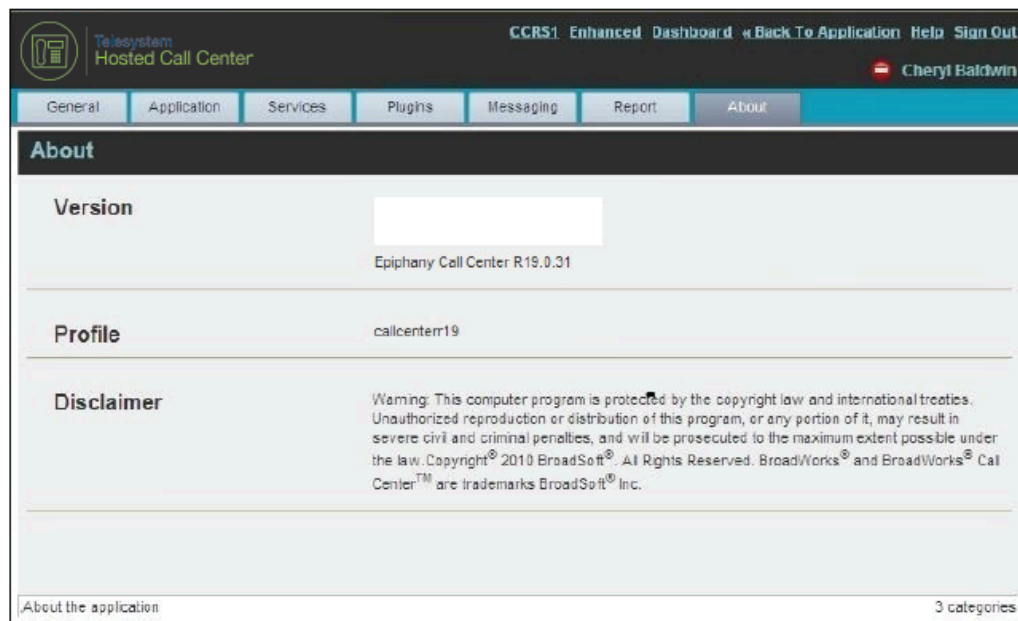 CCRS1 Enhanced Dashboard « Back To Application Help Sign Out
Telesystem
Hosted Call Center
Cheryl Baldwin
General Application Services Plugins Messaging Report About
About
Version
Epiphany Call Center R19.0.31
Profile
callcenterr19
Disclaimer
Warning: This computer program is protected by the copyright law and international treaties.
Unauthorized reproduction or distribution of this program, or any portion of it, may result in
severe civil and criminal penalties, and will be prosecuted to the maximum extent possible under
the law.Copyright® 2010 BroadSoft®. All Rights Reserved. BroadWorks® and BroadWorks® Call
Center™ are trademarks BroadSoft® Inc.
About the application
3 categories